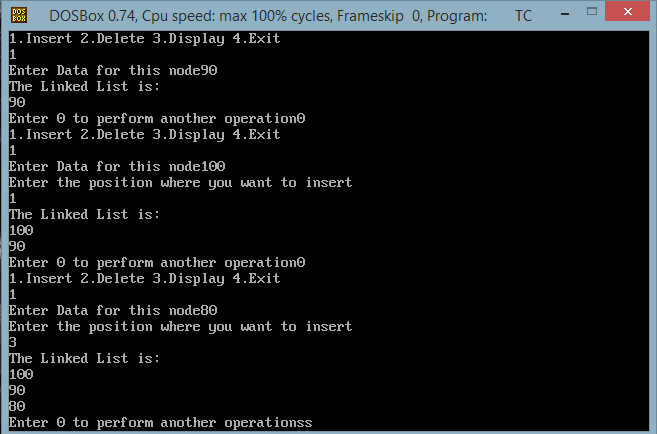 DOS
BOX
DOSBox 0.74, Cpu speed: max 100% cycles, Frameskip 0, Program: TC
1.Insert 2.Delete 3.Display 4.Exit
1
Enter Data for this node90
The Linked List is:
90
Enter 0 to perform another operation0
1.Insert 2.Delete 3.Display 4.Exit
1
Enter Data for this node100
Enter the position where you want to insert
1
The Linked List is:
100
90
Enter 0 to perform another operation0
1.Insert 2.Delete 3.Display 4.Exit
1
Enter Data for this node80
Enter the position where you want to insert
3
The Linked List is:
100
90
80
Enter 0 to perform another operationss